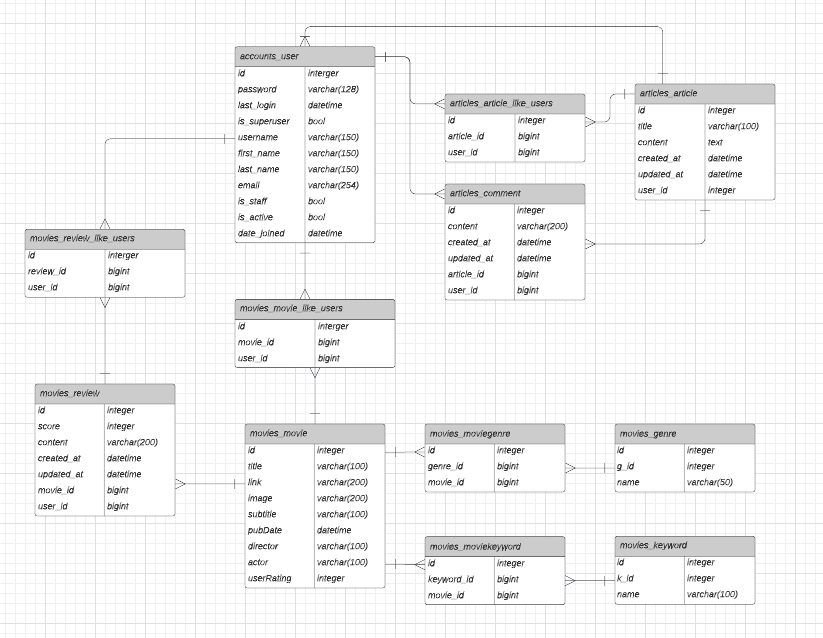 accounts_user
id interger
password varchar(128)
last_login datetime
is_superuser bool
username varchar(150)
first_name varchar(150)
last_name varchar(150)
email varchar(254)
is_staff bool
is_active bool
date_joined datetime
articles_article_like_users
id integer
article_id bigint
user_id bigint
articles_article
id integer
title varchar(100)
content text
created_at datetime
updated_at datetime
user_id integer
articles_comment
id integer
content varchar(200)
created_at datetime
updated_at datetime
article_id bigint
user_id bigint
movies_review_like_users
id interger
review_id bigint
user_id bigint
movies_movie_like_users
id interger
movie_id bigint
user_id bigint
movies_review
id integer
score integer
content varchar(200)
created_at datetime
updated_at datetime
movie_id bigint
user_id bigint
movies_movie
id integer
title varchar(100)
link varchar(200)
image varchar(200)
subtitle varchar(100)
pubDate datetime
director varchar(100)
actor varchar(100)
userRating integer
movies_moviegenre
id integer
genre_id bigint
movie_id bigint
movies_genre
id integer
g_id integer
name varchar(50)
movies_moviekeyword
id integer
keyword_id bigint
movie_id bigint
movies_keyword
id integer
k_id integer
name varchar(100)